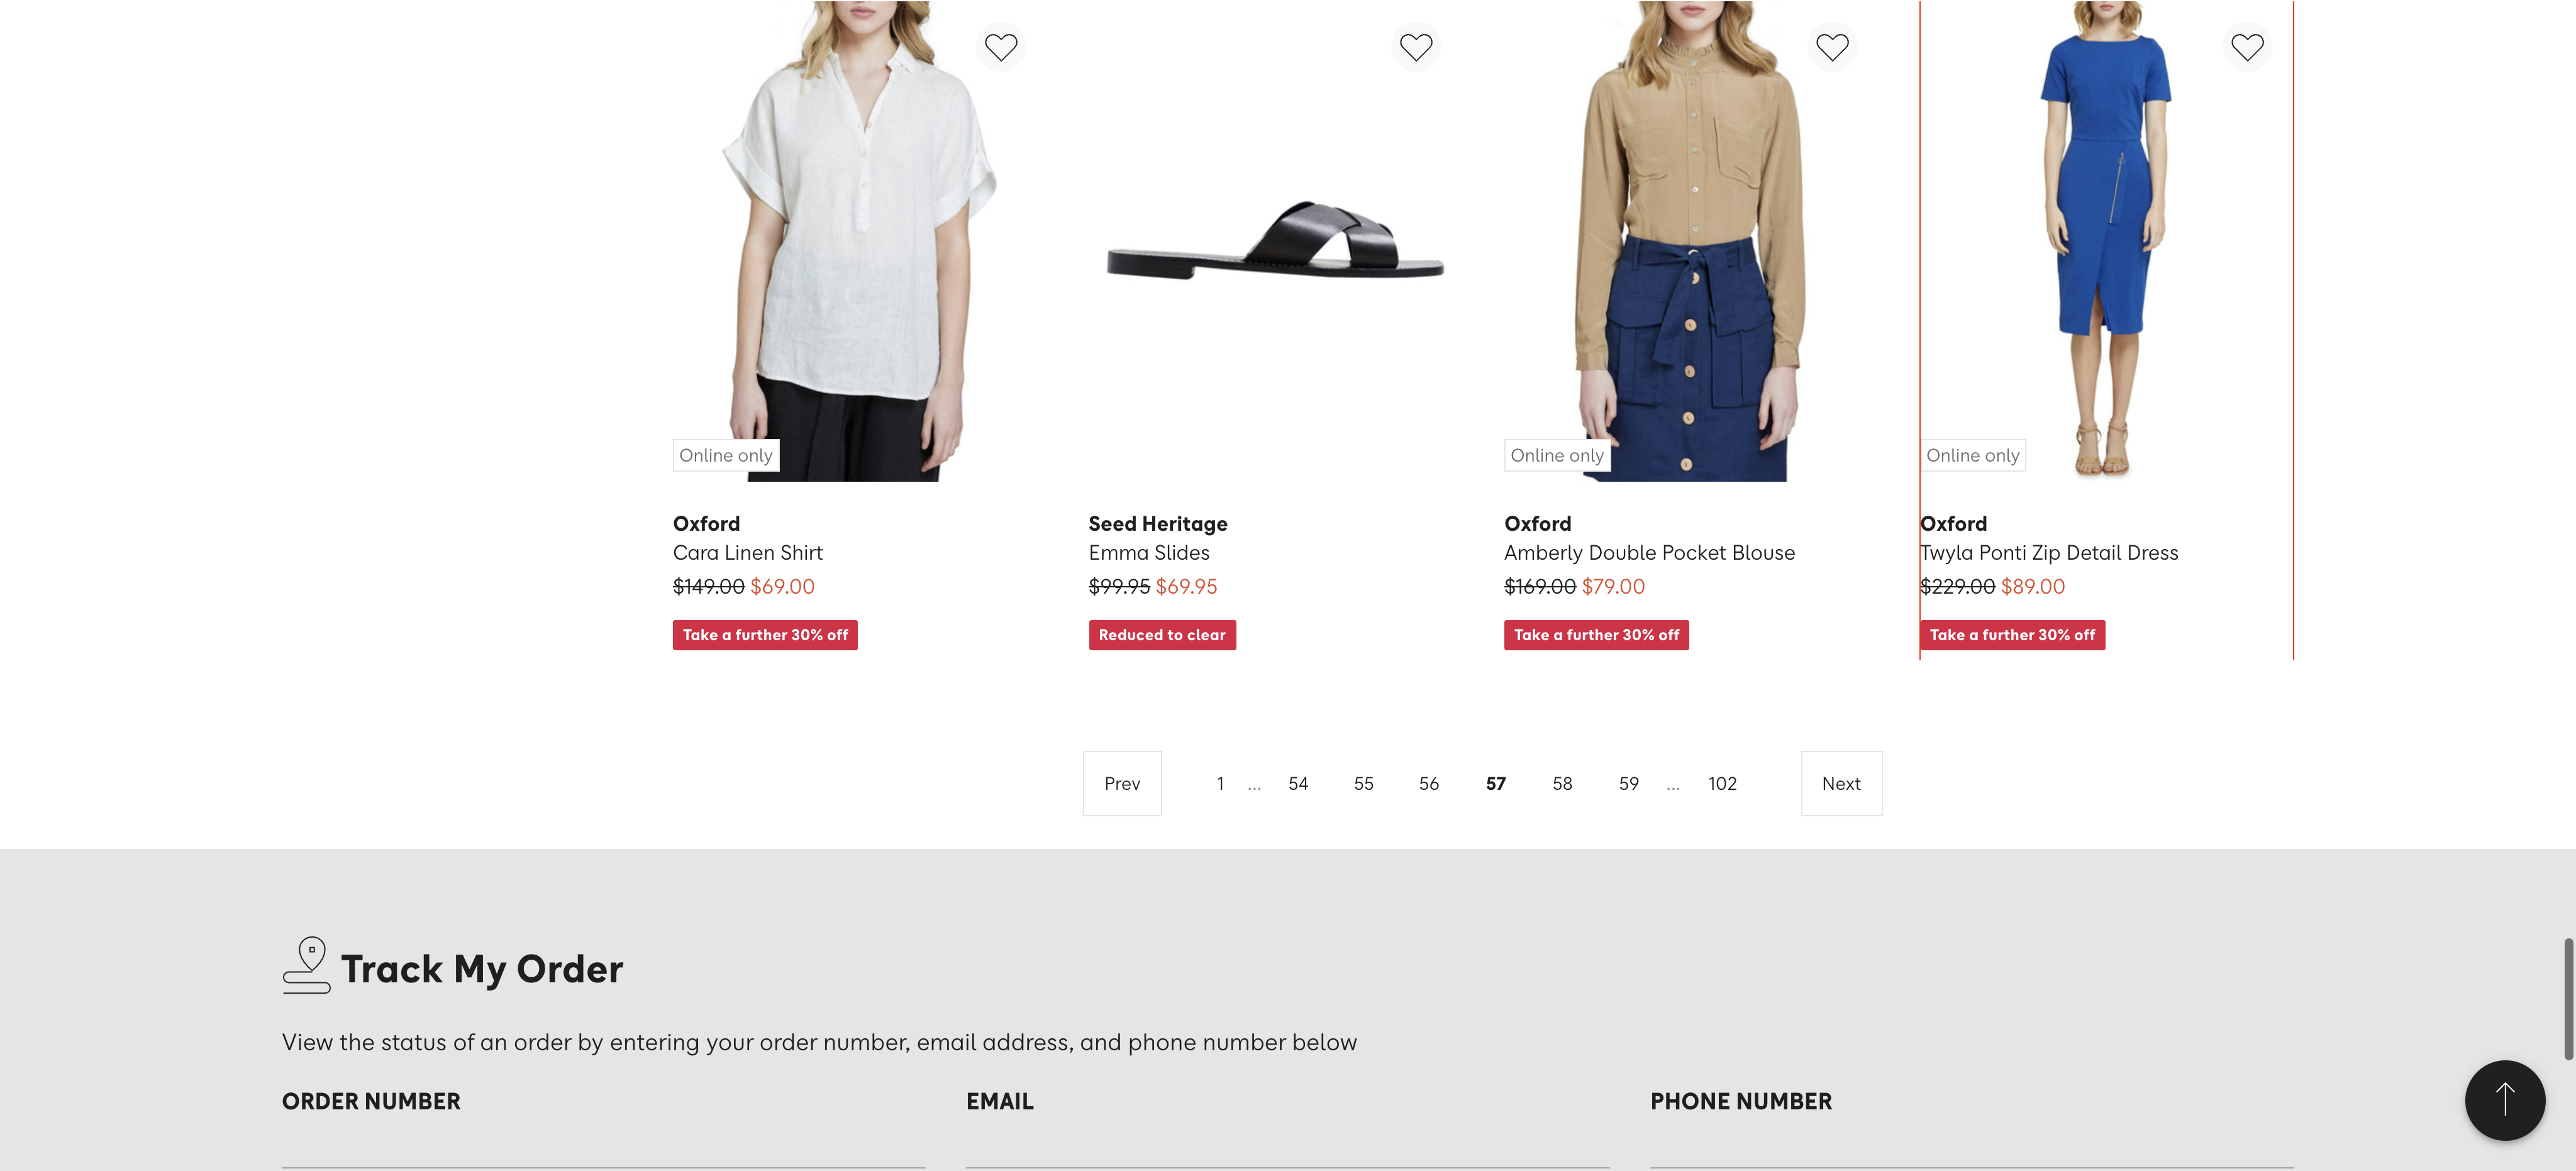 Online only
Online only
Online only
Oxford
Cara Linen Shirt
$149.00 $69.00
Take a further 30% off
Seed Heritage
Emma Slides
$99.95 $69.95
Reduced to clear
Oxford
Amberly Double Pocket Blouse
$169.00 $79.00
Take a further 30% off
Oxford
Twyla Ponti Zip Detail Dress
$229.00 $89.00
Take a further 30% off
Prev 1 ... 54 55 56 57 58 59 ... 102 Next
Track My Order
View the status of an order by entering your order number, email address, and phone number below
ORDER NUMBER
EMAIL
PHONE NUMBER